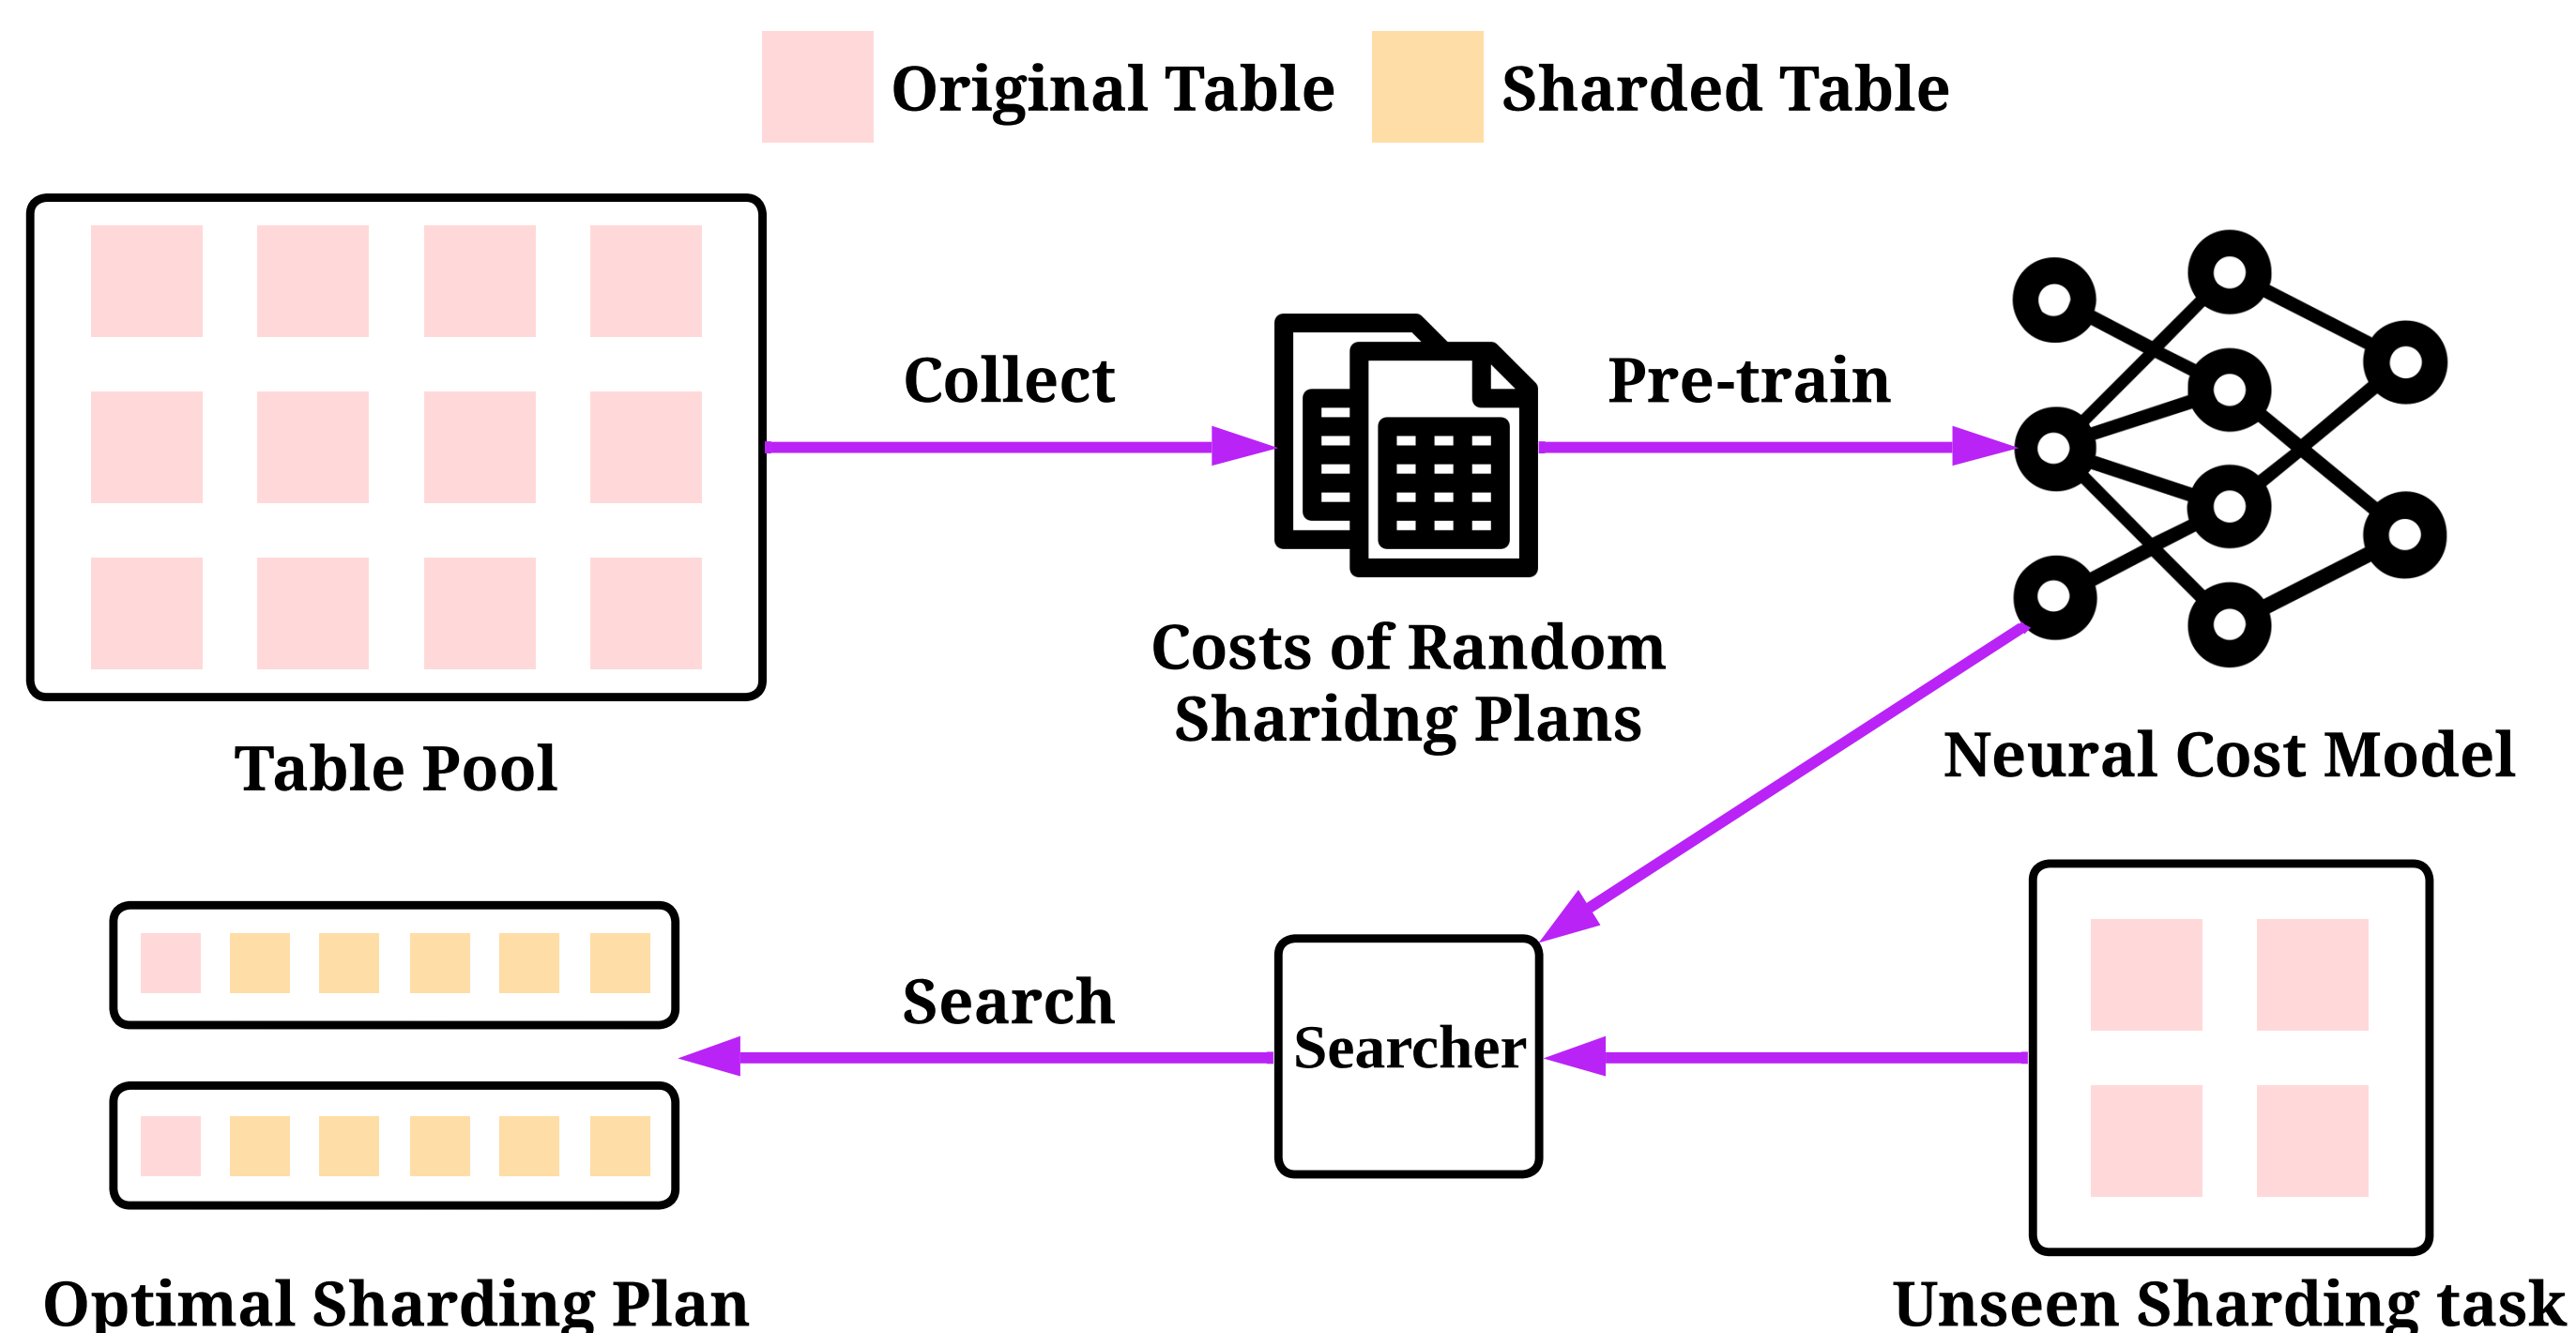 Original Table
Sharded Table
Collect
Pre-train
Costs of Random
Sharidng Plans
Table Pool
Neural Cost Model
Search
Searcher
Optimal Sharding Plan
Unseen Sharding task